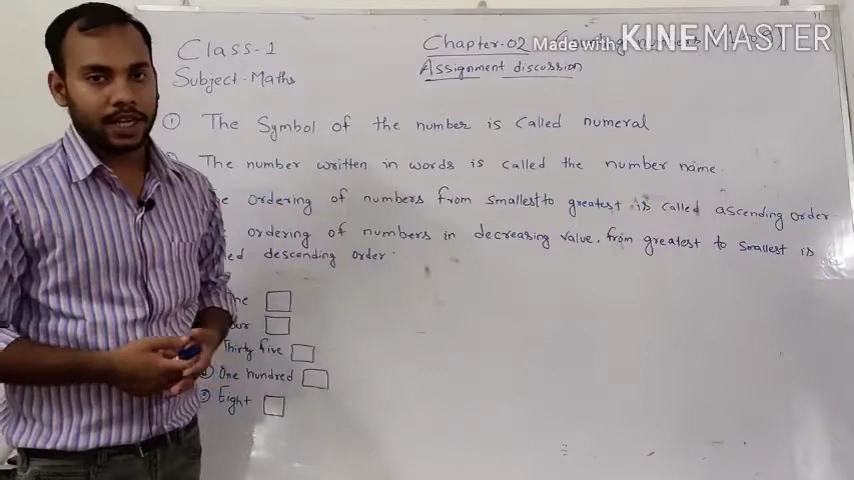 Made with KINEMASTER
Class-1
Chapter-02 Counting numbers
Subject-Maths
Assignment discussion
① The Symbol of the number is called numeral
The number written in words is called the number name.
ordering of numbers from smallest to greatest is called ascending order
ordering of numbers in decreasing value. from greatest to smallest is
descending order.
Thirty five
One hundred
Eight